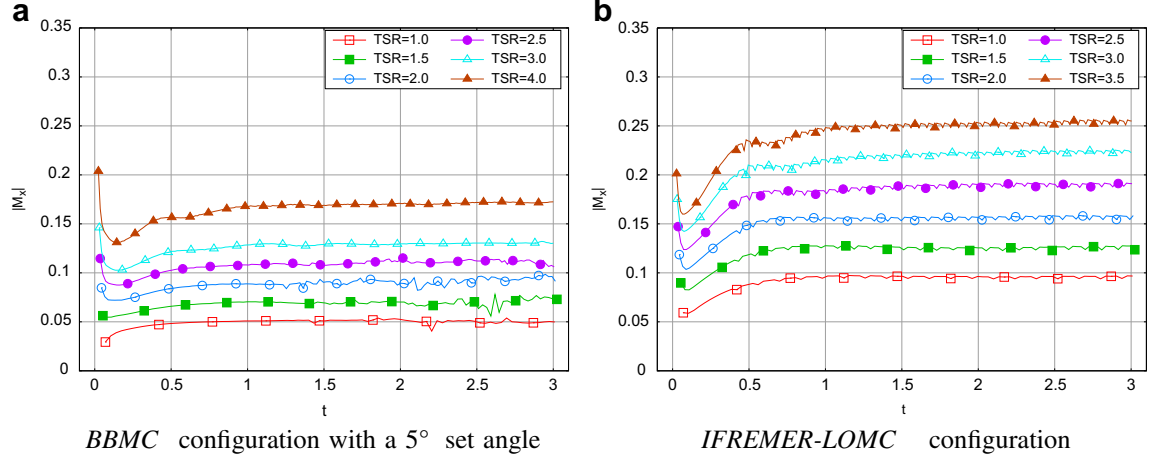 a
0.35
0.3
0.25
0.2
0.15
0.1
0.05
0
|Mx|
TSR=1.0
TSR=1.5
TSR=2.0
TSR=2.5
TSR=3.0
TSR=4.0
0 0.5 1 1.5 2 2.5 3
t
BBMC configuration with a 5° set angle
b
0.35
0.3
0.25
0.2
0.15
0.1
0.05
0
|Mx|
TSR=1.0
TSR=1.5
TSR=2.0
TSR=2.5
TSR=3.0
TSR=3.5
0 0.5 1 1.5 2 2.5 3
t
IFREMER-LOMC configuration